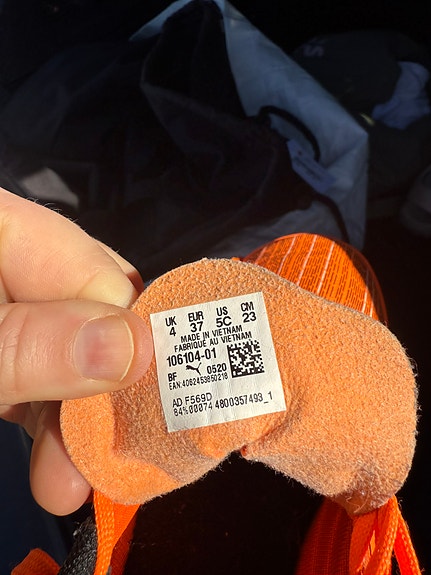 UK EUR US CM
4 37 5C 23
MADE IN VIETNAM
FABRIQUÉ AU VIETNAM
106104-01
BF 0520
EAN:4062453850218
AD F569D
84%00074 4800357493_1